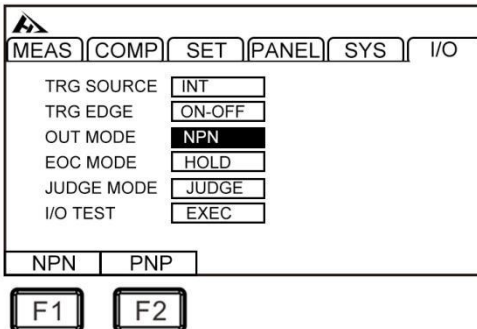 MEAS COMP SET PANEL SYS I/O
TRG SOURCE INT
TRG EDGE ON-OFF
OUT MODE NPN
EOC MODE HOLD
JUDGE MODE JUDGE
I/O TEST EXEC
NPN PNP
F1 F2